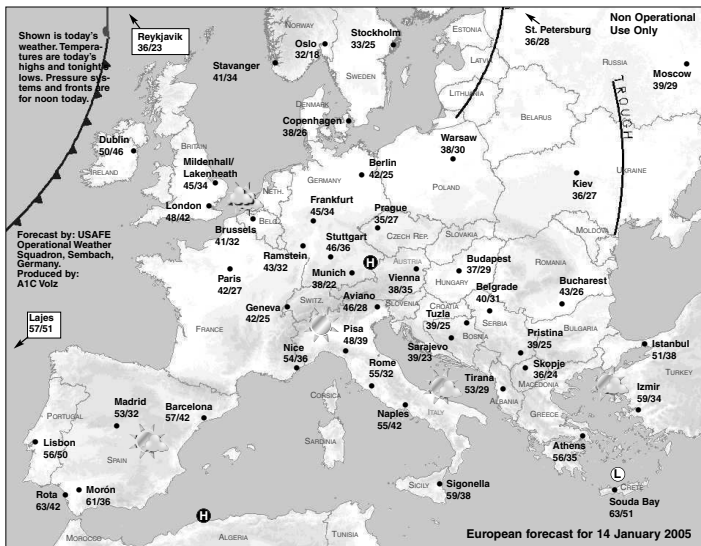 Shown is today's
weather. Tempera-
tures are today's
highs and tonight's
lows. Pressure sys-
tems and fronts are
for noon today.
Reykjavik
36/23
NORWAY
Oslo
32/18
Stockholm
33/25
ESTONIA
St. Petersburg
36/28
Non Operational
Use Only
Stavanger
41/34
SWEDEN
LATVIA
RUSSIA
Moscow
39/29
LITHUANIA
DENMARK
Copenhagen
38/26
BELARUS
TROUGH
Dublin
50/46
IRELAND
BRITAIN
Mildenhall/
Lakenheath
45/34
Warsaw
38/30
POLAND
Berlin
42/25
GERMANY
NETH.
UKRAINE
Kiev
36/27
London
48/42
Brussels
41/32
BELG.
Frankfurt
45/34
Prague
35/27
CZECH REP.
SLOVAKIA
MOLDOVA
Forecast by: USAFE
Operational Weather
Squadron, Sembach,
Germany.
Produced by:
A1C Volz
Ramstein
43/32
Stuttgart
46/36
Munich
38/22
H
AUSTRIA
Vienna
38/35
Budapest
37/29
HUNGARY
ROMANIA
Paris
42/27
Geneva
42/25
SWITZ.
Aviano
46/28
SLOVENIA
CROATIA
Belgrade
40/31
Bucharest
43/26
Lajes
57/51
FRANCE
Pisa
48/39
Tuzla
39/25
BOSNIA
SERBIA
BULGARIA
Nice
54/36
Sarajevo
39/23
Pristina
39/25
Istanbul
51/38
Rome
55/32
Skopje
36/24
MACEDONIA
TURKEY
Tirana
53/29
ALBANIA
Izmir
59/34
PORTUGAL
Madrid
53/32
Barcelona
57/42
CORSICA
Naples
55/42
ITALY
GREECE
Lisbon
56/50
SPAIN
SARDINIA
Athens
56/35
Rota
63/42
Morón
61/36
SICILY
Sigonella
59/38
L
CRETE
Souda Bay
63/51
H
MOROCCO
ALGERIA
TUNISIA
European forecast for 14 January 2005